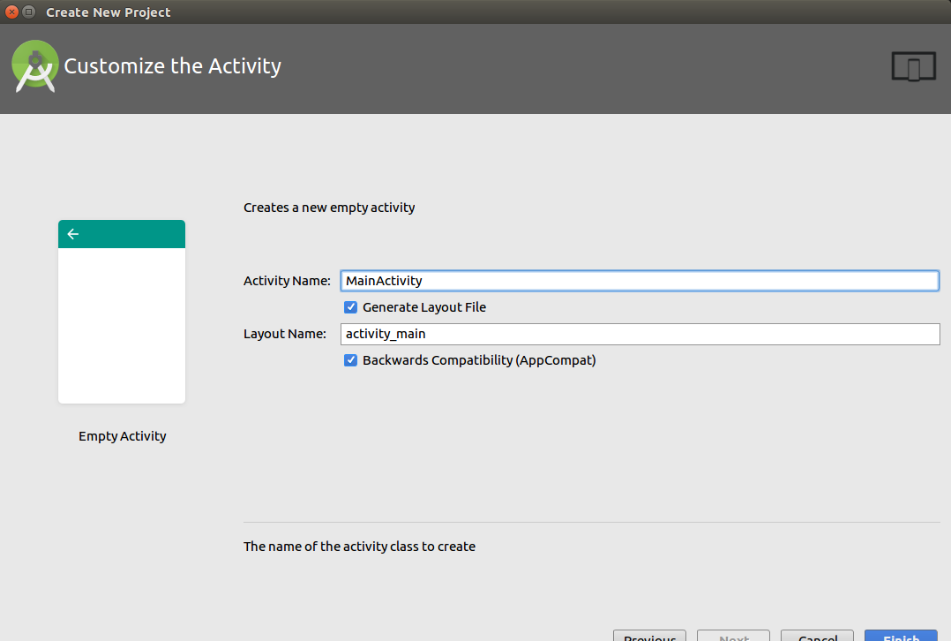 Create New Project
Customize the Activity
Creates a new empty activity
Activity Name: MainActivity
Generate Layout File
Layout Name: activity_main
Backwards Compatibility (AppCompat)
Empty Activity
The name of the activity class to create
Previous Next Cancel Finish